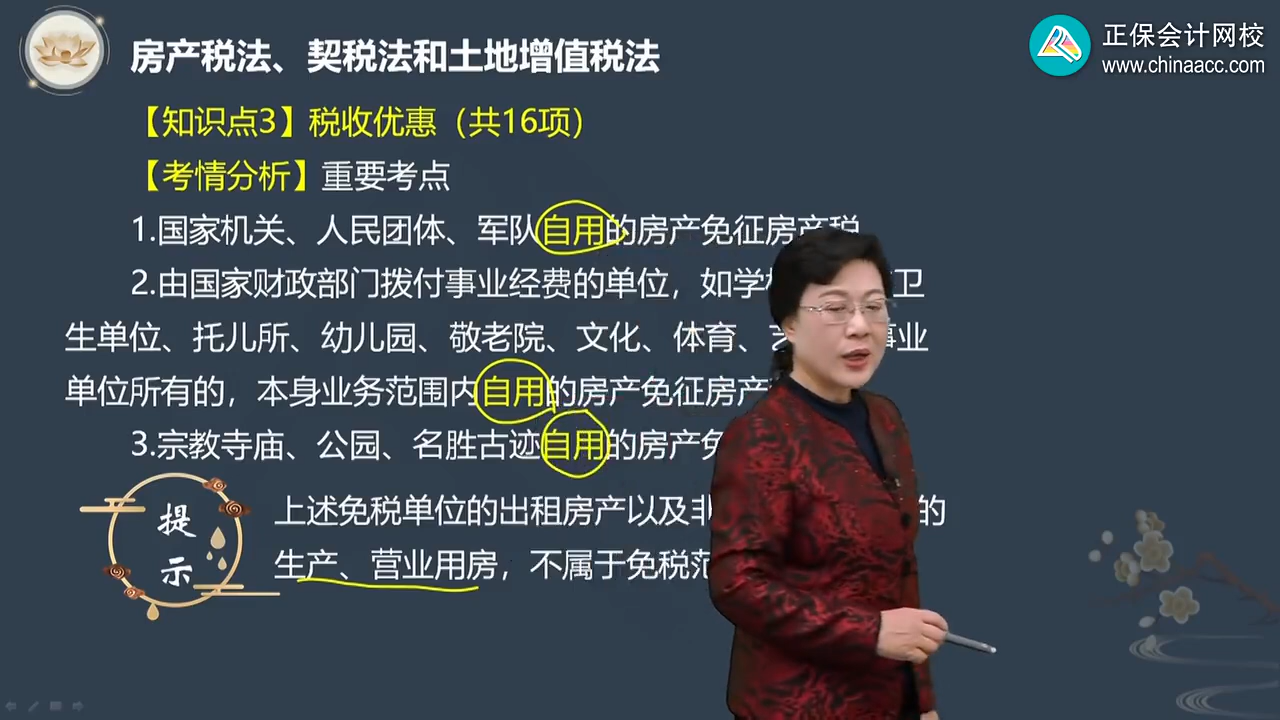 房产税法、契税法和土地增值税法
正保会计网校
www.chinaacc.com
【知识点3】税收优惠（共16项）
【考情分析】重要考点
1.国家机关、人民团体、军队自用的房产免征房产税
2.由国家财政部门拨付事业经费的单位，如学 卫
生单位、托儿所、幼儿园、敬老院、文化、体育、 事业
单位所有的，本身业务范围内自用的房产免征房产
3.宗教寺庙、公园、名胜古迹自用的房产免
提示
上述免税单位的出租房产以及非 的
生产、营业用房，不属于免税范